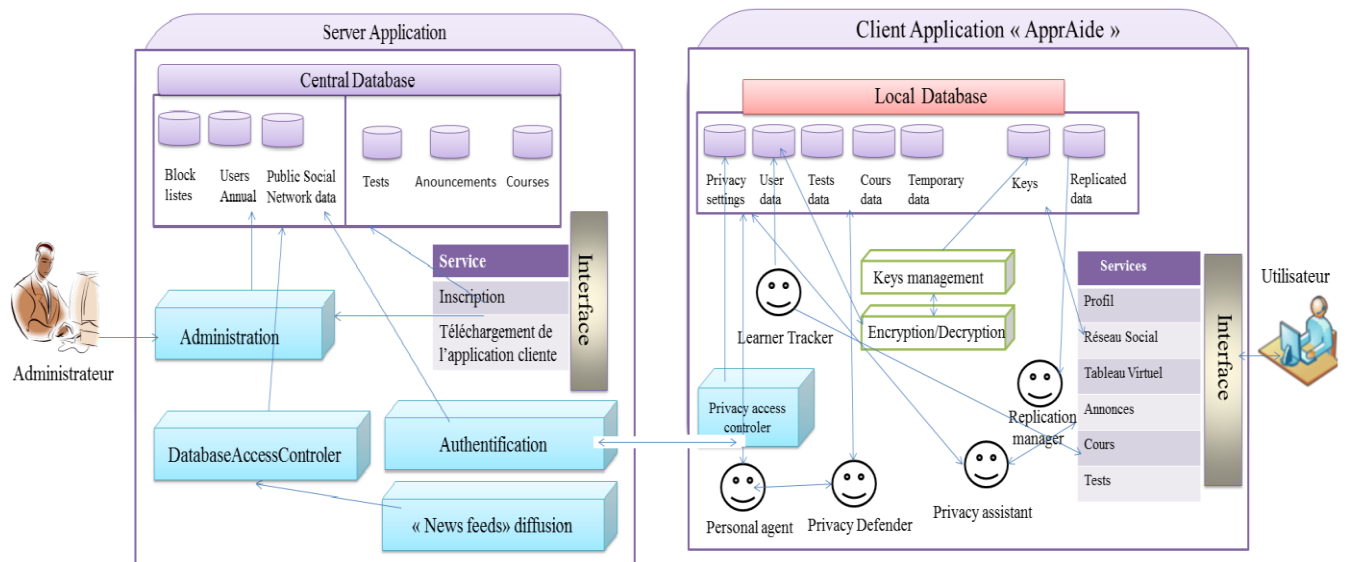 Server Application
Central Database
Block
listes
Users
Annual
Public Social
Network data
Tests
Anouncements
Courses
Service
Inscription
Téléchargement de
l'application cliente
Interface
Administrateur
Administration
DatabaseAccessControler
Authentification
« News feeds» diffusion
Client Application « ApprAide »
Local Database
Privacy
settings
User
data
Tests
data
Cours
data
Temporary
data
Keys
Replicated
data
Keys management
Encryption/Decryption
Learner Tracker
Privacy access
controler
Replication
manager
Personal agent
Privacy Defender
Privacy assistant
Services
Profil
Réseau Social
Tableau Virtuel
Annonces
Cours
Tests
Interface
Utilisateur